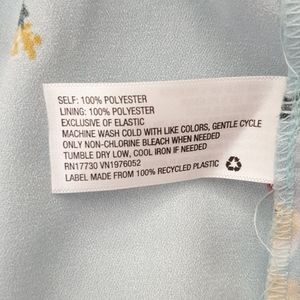 SELF: 100% POLYESTER
LINING: 100% POLYESTER
EXCLUSIVE OF ELASTIC
MACHINE WASH COLD WITH LIKE COLORS, GENTLE CYCLE
ONLY NON-CHLORINE BLEACH WHEN NEEDED
TUMBLE DRY LOW, COOL IRON IF NEEDED
RN17730 VN1976052
LABEL MADE FROM 100% RECYCLED PLASTIC